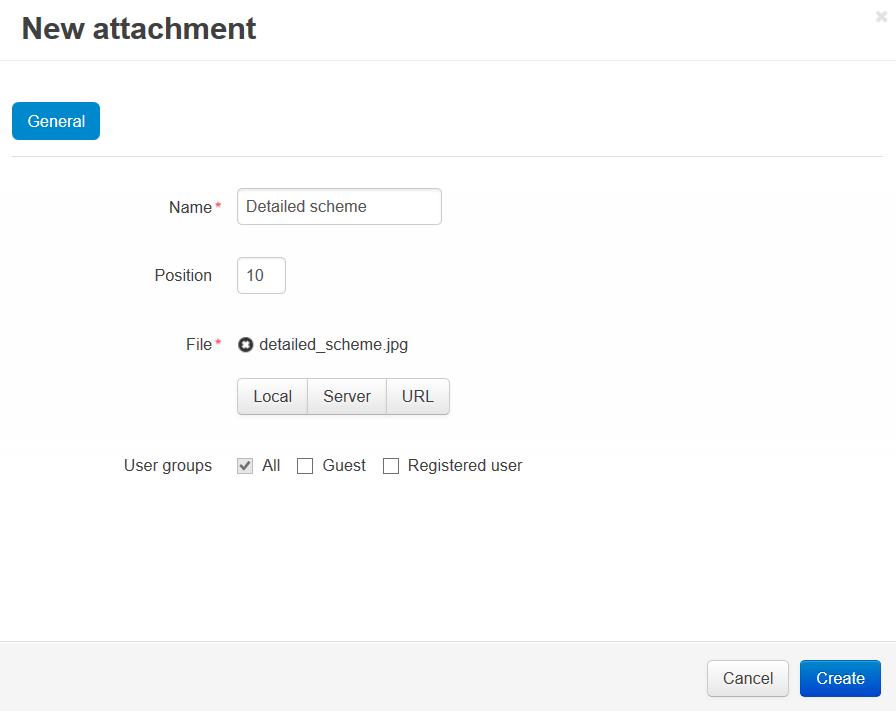 New attachment
General
Name *
Detailed scheme
Position
10
File *
detailed_scheme.jpg
Local Server URL
User groups All Guest Registered user
Cancel Create